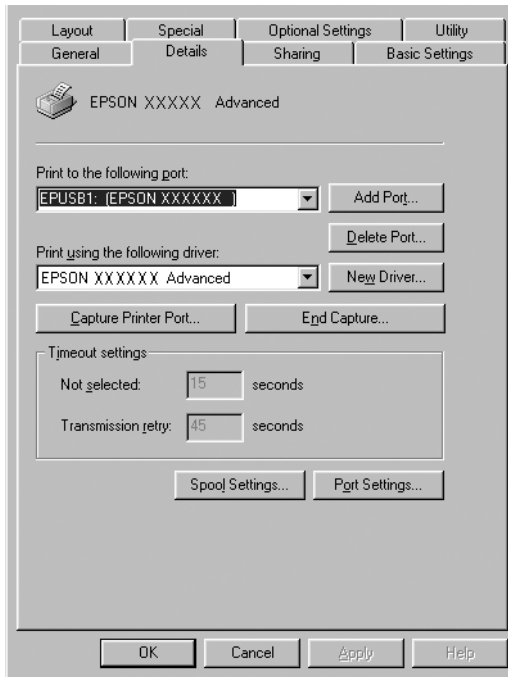 Layout Special Optional Settings Utility
General Details Sharing Basic Settings
EPSON XXXXX Advanced
Print to the following port:
EPUSB1: (EPSON XXXXXX )
Add Port...
Delete Port...
Print using the following driver:
EPSON XXXXXX Advanced
New Driver...
Capture Printer Port... End Capture...
Timeout settings
Not selected: 15 seconds
Transmission retry: 45 seconds
Spool Settings... Port Settings...
OK Cancel Apply Help